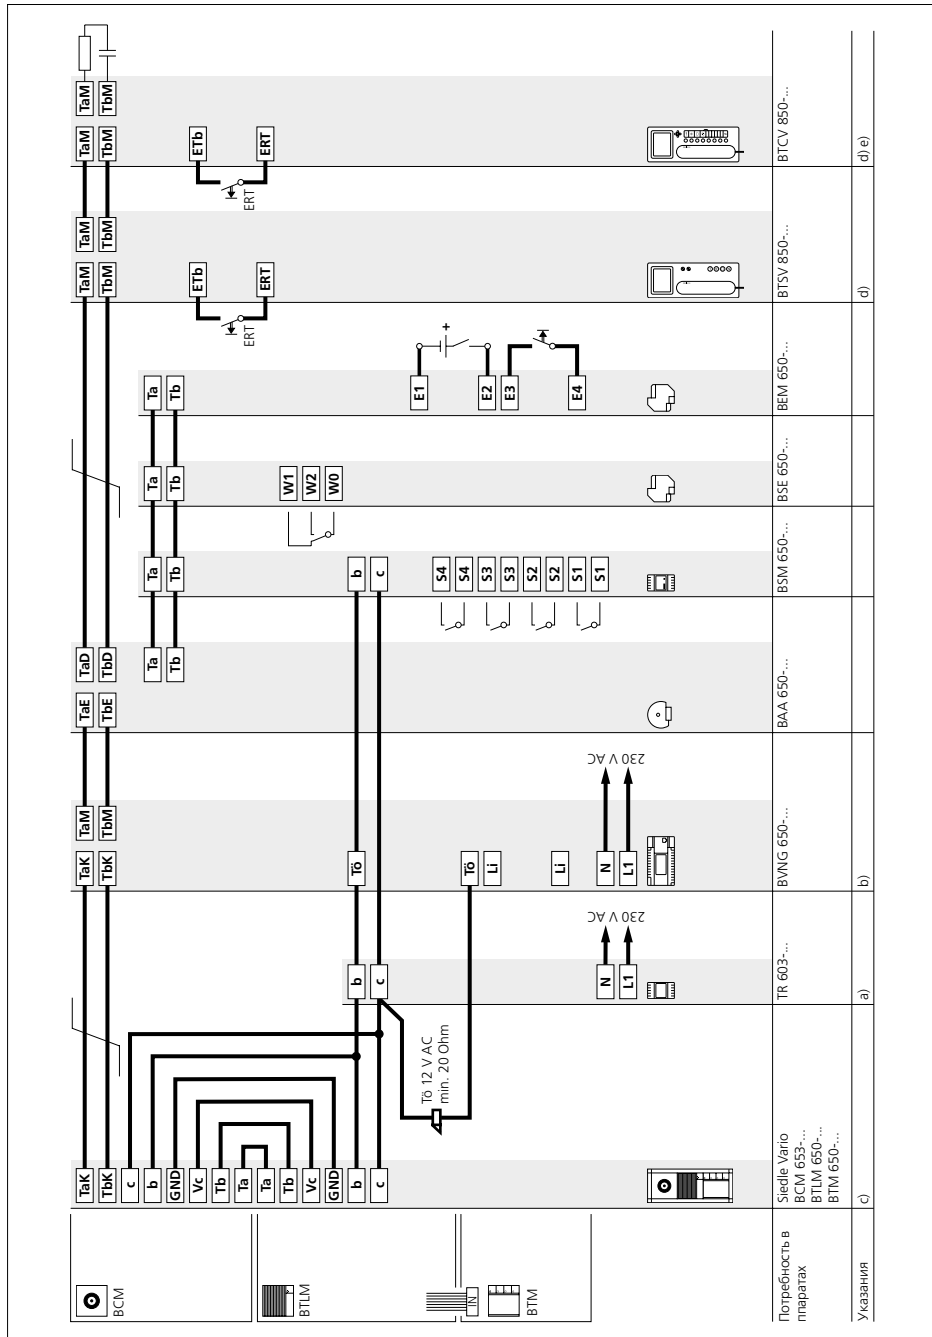 BCM
BTLM
IN
BTM
Потребность в
ппаратах
Указания
TaK
TbK
c
b
GND
Vc
Tb
Ta
Ta
Tb
Vc
GND
b
c
Siedle Vario
BCM 653-...
BTLM 650-...
BTM 650-...
c)
Tö 12 V AC
min. 20 Ohm
b
c
N
L1
230 V AC
TR 603-...
a)
TaK TaM
TbK TbM
Tö
Tö
Li
Li
N
L1
230 V AC
BVNG 650-...
b)
TaE TaD
TbE TbD
Ta
Tb
BAA 650-...
Ta
Tb
b
c
S4
S4
S3
S3
S2
S2
S1
S1
BSM 650-...
Ta
Tb
W1
W2
W0
BSE 650-...
Ta
Tb
E1
E2
E3
E4
+
BEM 650-...
TaM TaM
TbM TbM
ETb
ERT
ERT
BTSV 850-...
d)
TaM TaM
TbM TbM
ETb
ERT
ERT
BTCV 850-...
d) e)